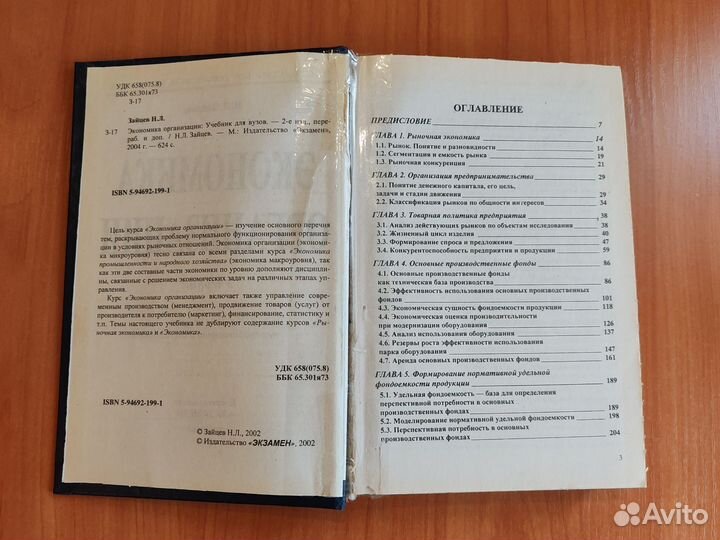 УДК 658(075.8)
ББК 65.301я73
З-17
Зайцев Н.Л.
З-17 Экономика организации: Учебник для вузов. — 2-е изд., перераб. и доп. / Н.Л. Зайцев. — М.: Издательство «Экзамен»,
2004 г. — 624 с.
ISBN 5-94692-199-1
Цель курса «Экономика организации» — изучение основного перечня
тем, раскрывающих проблему нормального функционирования организа-
ции в условиях рыночных отношений. Экономика организации (экономи-
ка микроуровня) тесно связана со всеми разделами курса «Экономика
промышленности и народного хозяйства» (экономика макроуровня), так
как эти две составные части экономики по уровню дополняют дисципли-
ны, связанные с решением экономических задач на различных этапах уп-
равления.
Курс «Экономика организации» включает также управление совре-
менным производством (менеджмент), продвижение товаров (услуг) от
производителя к потребителю (маркетинг), финансирование, статистику и
т.п. Темы настоящего учебника не дублируют содержание курсов «Ры-
ночная экономика» и «Экономика».
УДК 658(075.8)
ББК 65.301я73
ISBN 5-94692-199-1
© Зайцев Н.Л., 2002
© Издательство «ЭКЗАМЕН», 2002
ОГЛАВЛЕНИЕ
ПРЕДИСЛОВИЕ 7
ГЛАВА 1. Рыночная экономика 14
1.1. Рынок. Понятие и разновидности 14
1.2. Сегментация и емкость рынка 19
1.3. Рыночная конкуренция 21
ГЛАВА 2. Организация предпринимательства 29
2.1. Понятие денежного капитала, его цель,
задачи и стадии движения 29
2.2. Классификация рынков по общности интересов 34
ГЛАВА 3. Товарная политика предприятия 38
3.1. Анализ действующих рынков по объектам исследования 38
3.2. Жизненный цикл изделия 40
3.3. Формирование спроса и предложения 47
3.4. Конкурентоспособность предприятия и продукции 59
ГЛАВА 4. Основные производственные фонды 86
4.1. Основные производственные фонды
как техническая база производства 86
4.2. Эффективность использования основных производственных
фондов 101
4.3. Экономическая сущность фондоемкости продукции 118
4.4. Экономическая оценка производительности
при модернизации оборудования 126
4.5. Анализ использования оборудования 137
4.6. Резервы роста эффективности использования
парка оборудования 147
4.7. Аренда основных производственных фондов 161
ГЛАВА 5. Формирование нормативной удельной
фондоемкости продукции 189
5.1. Удельная фондоемкость — база для определения
перспективной потребности в основных
производственных фондах 189
5.2. Моделирование нормативной удельной фондоемкости 198
5.3. Перспективная потребность в основных
производственных фондах 204
3
Avito